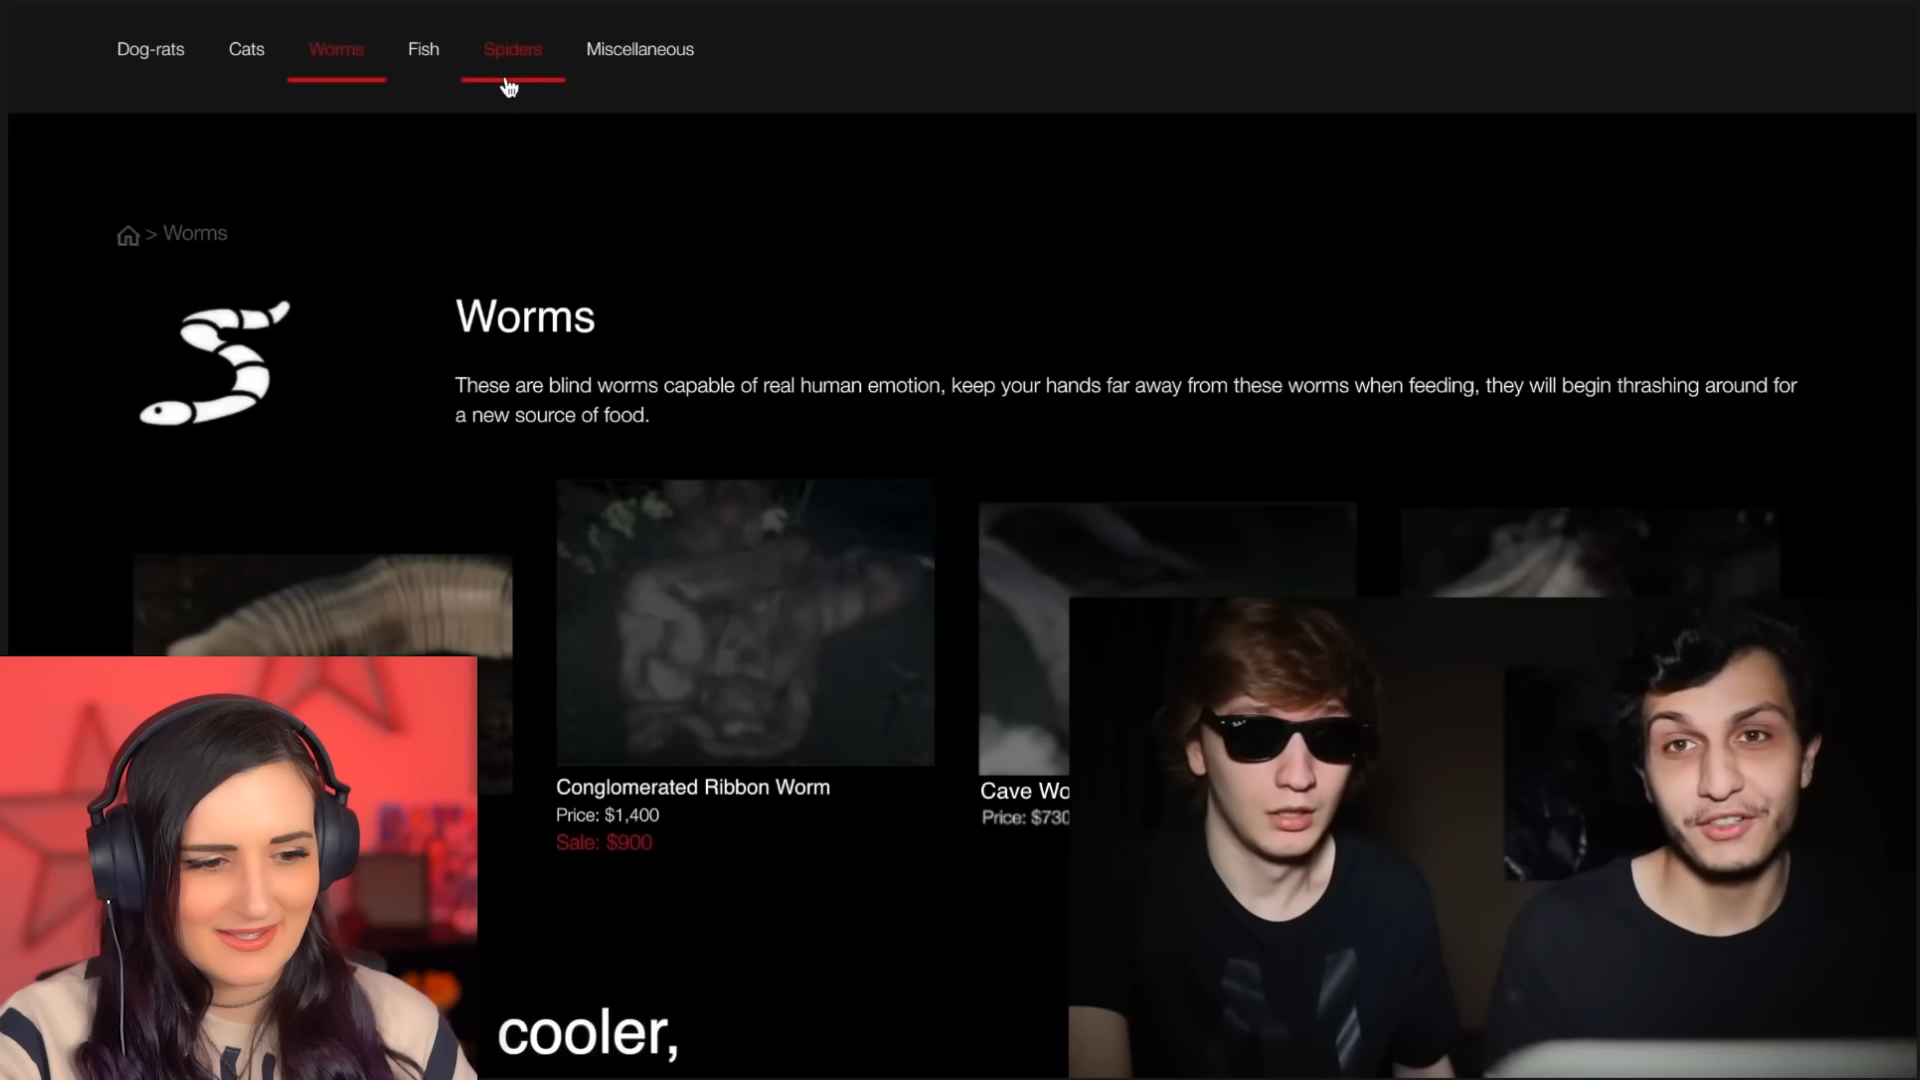 Dog-rats Cats Worms Fish Spiders Miscellaneous
> Worms
Worms
These are blind worms capable of real human emotion, keep your hands far away from these worms when feeding, they will begin thrashing around for
a new source of food.
Conglomerated Ribbon Worm
Price: $1,400
Sale: $900
Cave Wo
Price: $730
cooler,